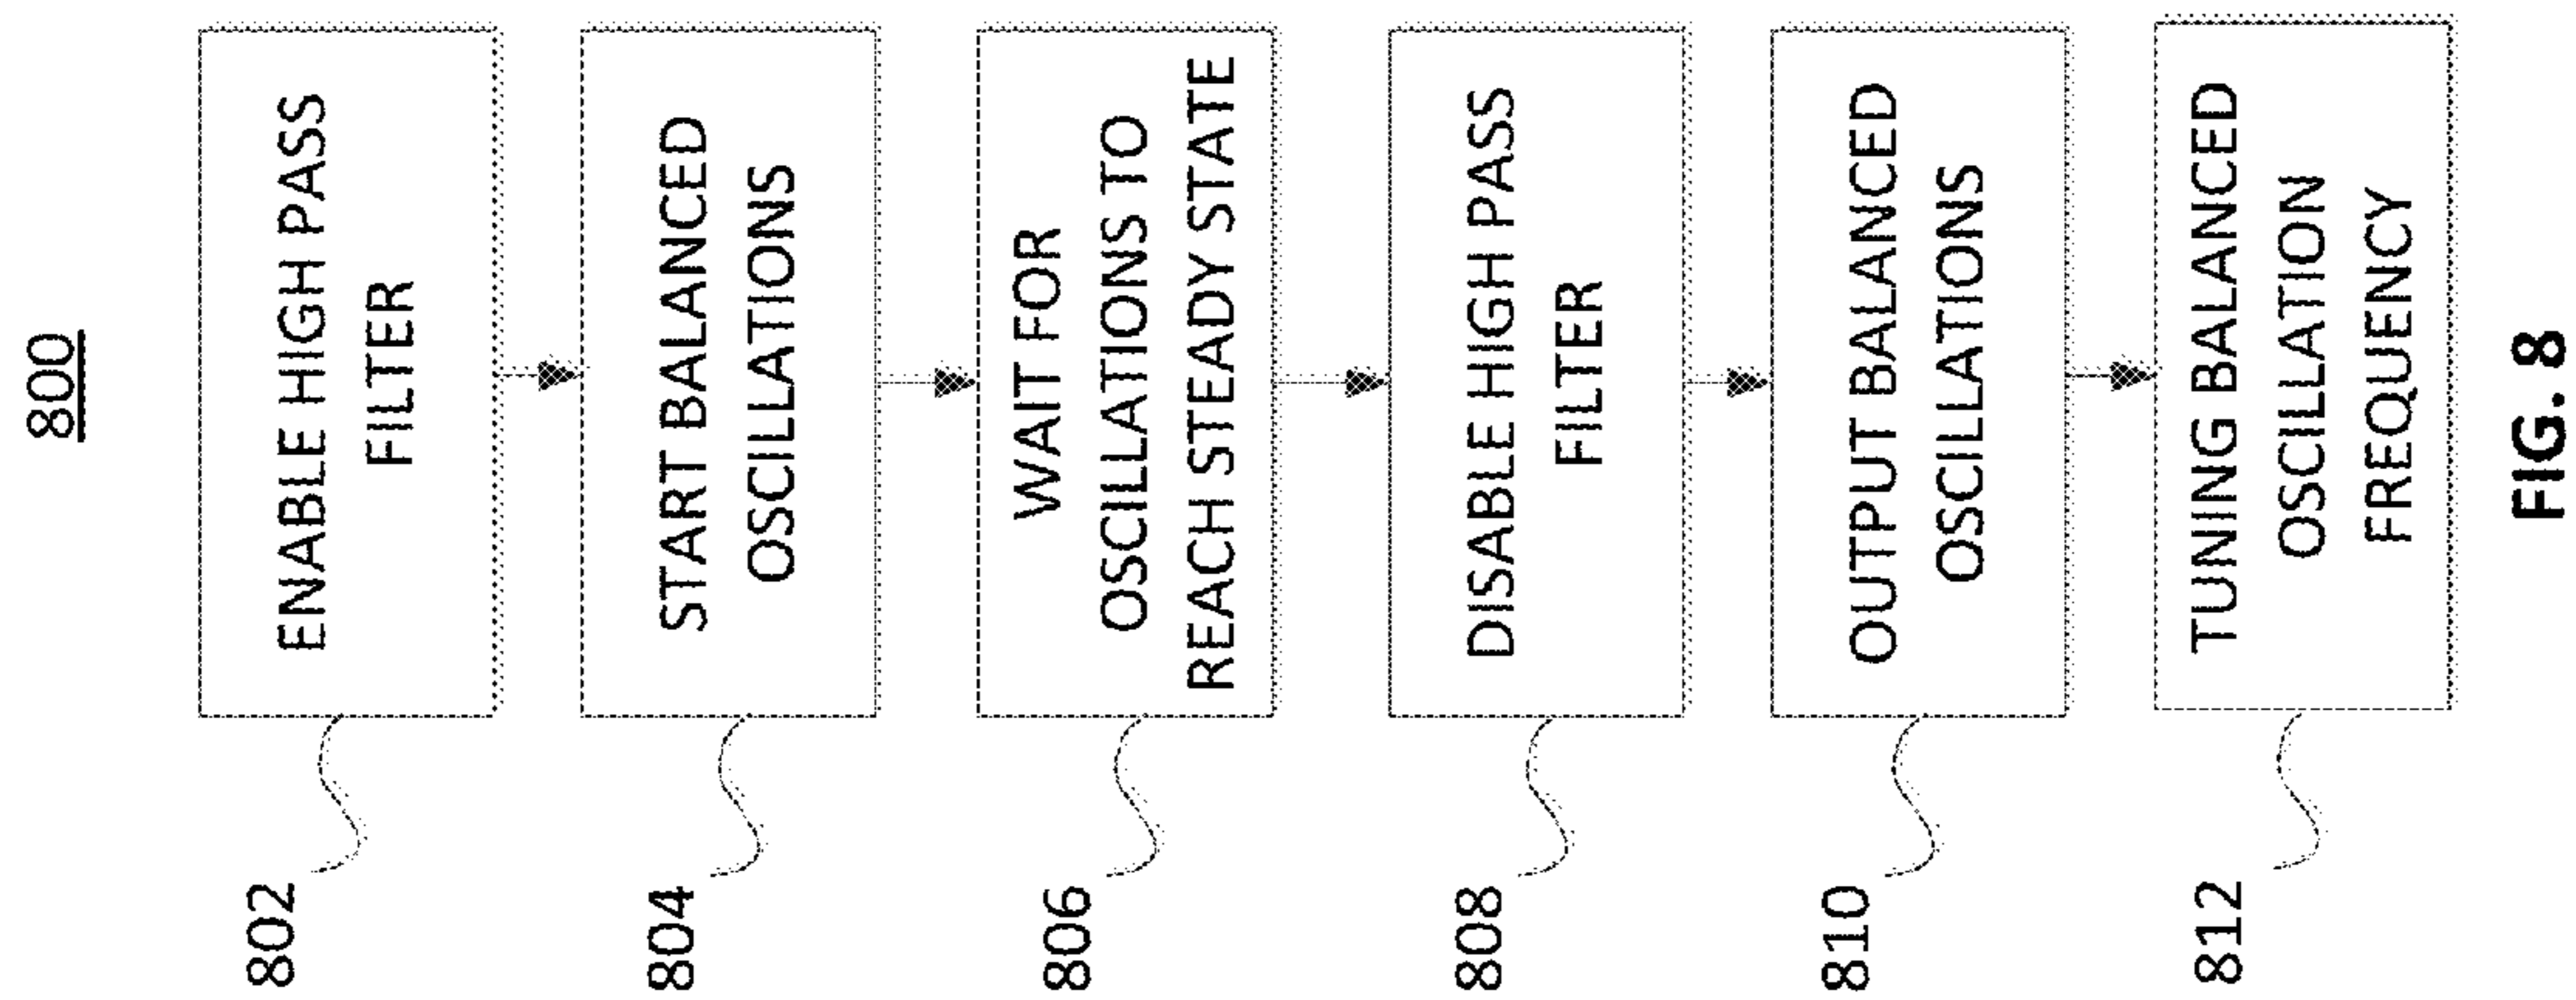 800
802
ENABLE HIGH PASS
FILTER
804
START BALANCED
OSCILLATIONS
806
WAIT FOR
OSCILLATIONS TO
REACH STEADY STATE
808
DISABLE HIGH PASS
FILTER
810
OUTPUT BALANCED
OSCILLATIONS
812
TUNING BALANCED
OSCILLATION
FREQUENCY
FIG. 8